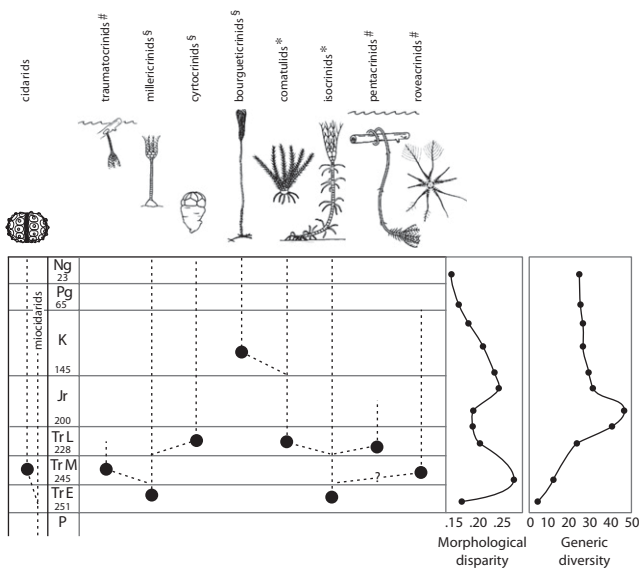 cidarids
traumatocrinids #
millericrinids §
cyrtocrinids §
bourgueticrinids §
comatulids *
isocrinids *
pentacrinids #
roveacrinids #
miocidarids
Ng
23
Pg
65
K
145
Jr
200
Tr L
228
Tr M
245
Tr E
251
P
?
.15 .20 .25
Morphological
disparity
0 10 20 30 40 50
Generic
diversity